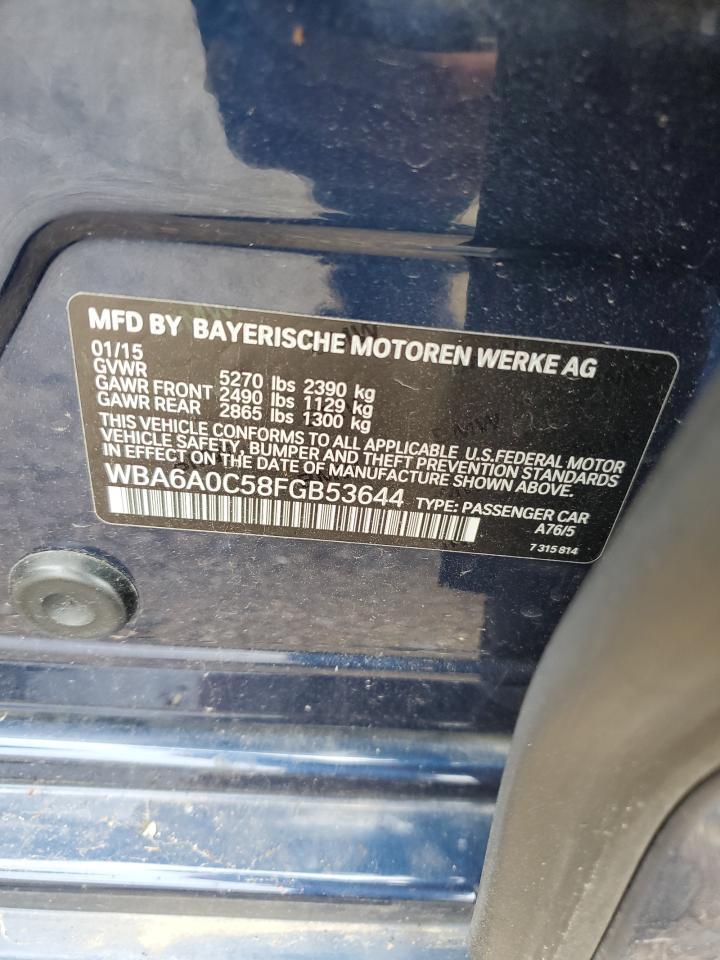 MFD BY BAYERISCHE MOTOREN WERKE AG
01/15
GVWR 5270 lbs 2390 kg
GAWR FRONT 2490 lbs 1129 kg
GAWR REAR 2865 lbs 1300 kg
THIS VEHICLE CONFORMS TO ALL APPLICABLE U.S.FEDERAL MOTOR
VEHICLE SAFETY, BUMPER AND THEFT PREVENTION STANDARDS
IN EFFECT ON THE DATE OF MANUFACTURE SHOWN ABOVE.
WBA6A0C58FGB53644 TYPE: PASSENGER CAR
A76/5
7 315 814